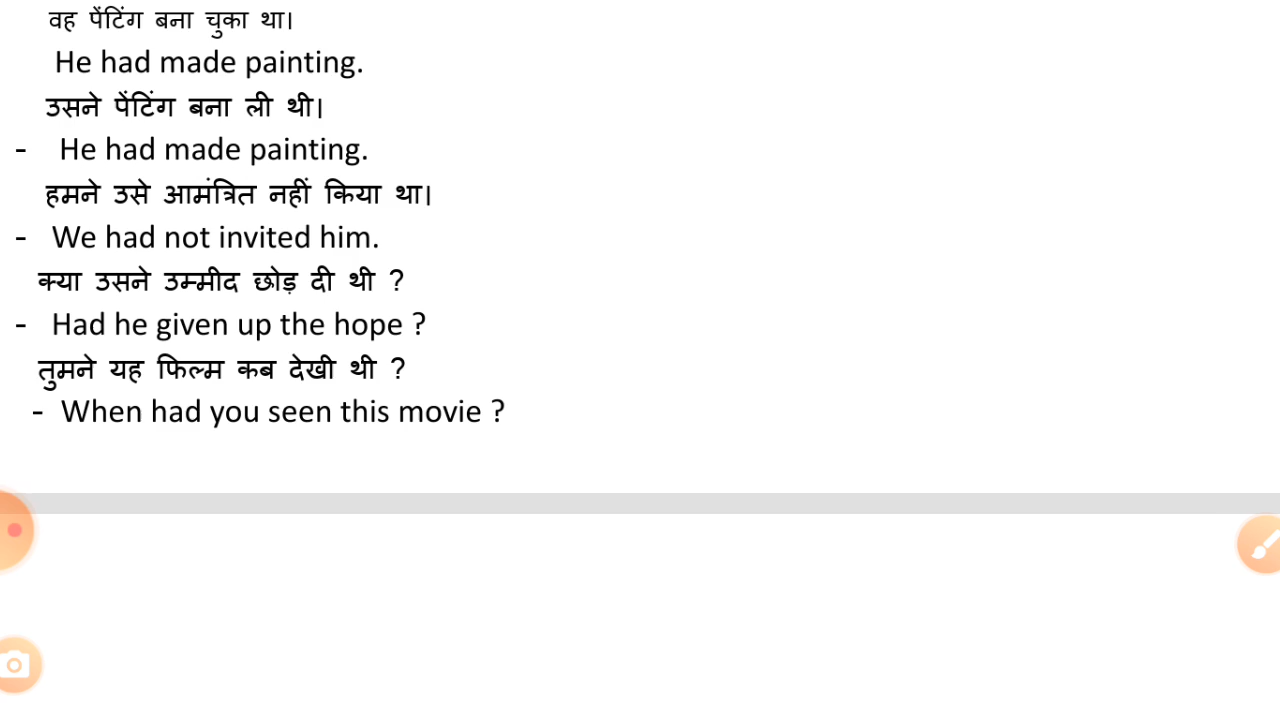 वह पेंटिंग बना चुका था।
He had made painting.
उसने पेंटिंग बना ली थी।
- He had made painting.
हमने उसे आमंत्रित नहीं किया था।
- We had not invited him.
क्या उसने उम्मीद छोड़ दी थी ?
- Had he given up the hope ?
तुमने यह फिल्म कब देखी थी ?
- When had you seen this movie ?